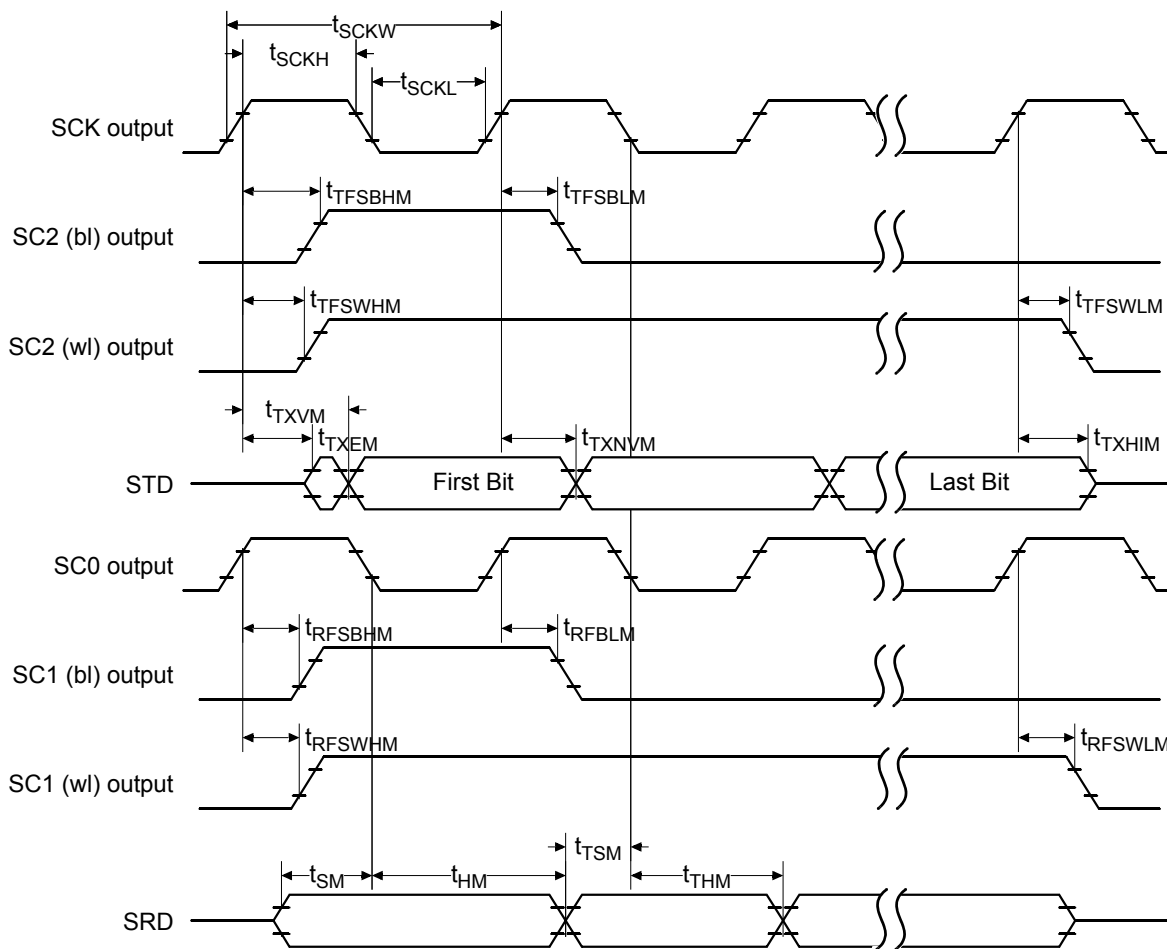 tSCKW
tSCKH
tSCKL
SCK output
tTFSBHM
tTFSBLM
SC2 (bl) output
tTFSWHM
tTFSWLM
SC2 (wl) output
tTXVM
tTXEM
tTXNVM
tTXHIM
STD
First Bit
Last Bit
SC0 output
tRFSBHM
tRFBLM
SC1 (bl) output
tRFSWHM
tRFSWLM
SC1 (wl) output
tTSM
tSM
tHM
tTHM
SRD